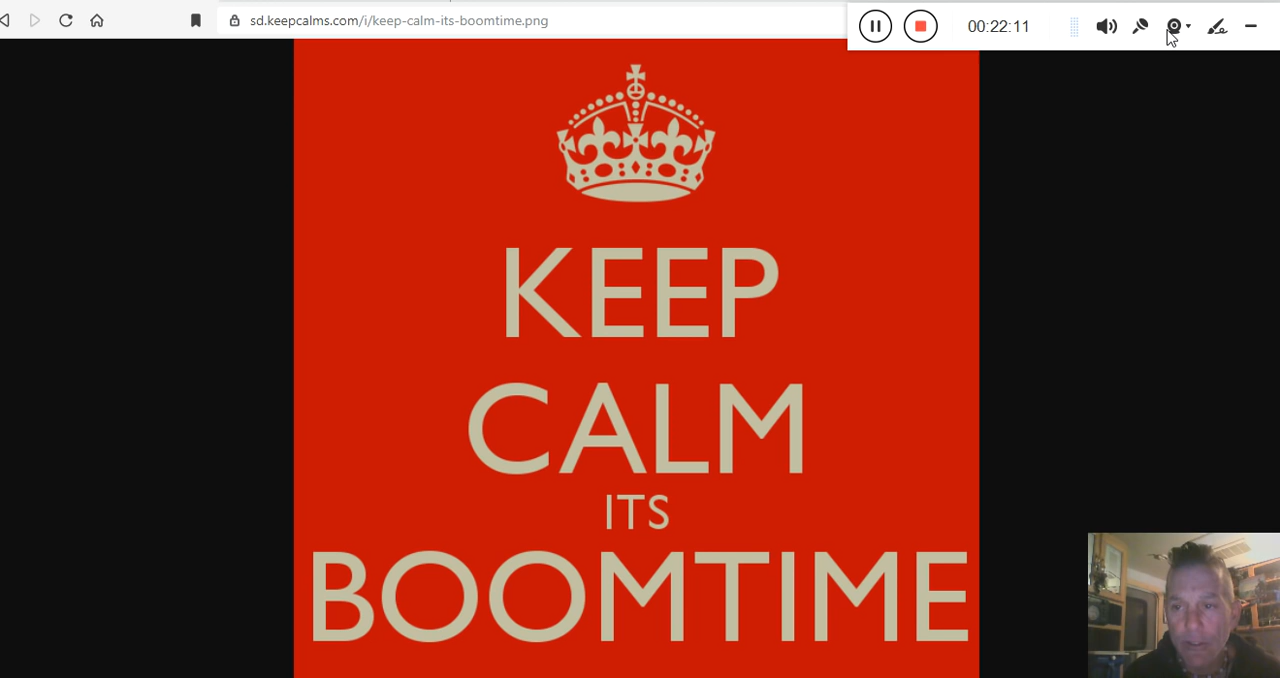 sd.keepcalms.com/i/keep-calm-its-boomtime.png
00:22:11
KEEP
CALM
ITS
BOOMTIME